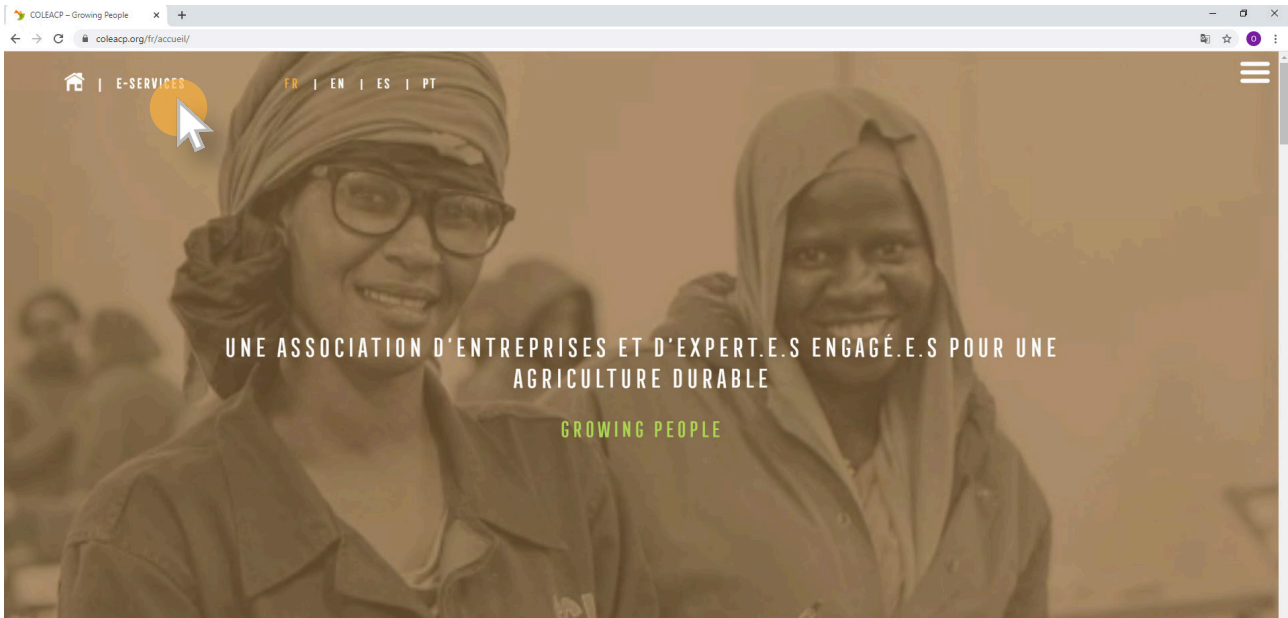 COLEACP – Growing People
coleacp.org/fr/accueil/
O
| E-SERVICES FR | EN | ES | PT
UNE ASSOCIATION D'ENTREPRISES ET D'EXPERT.E.S ENGAGÉ.E.S POUR UNE
AGRICULTURE DURABLE
GROWING PEOPLE